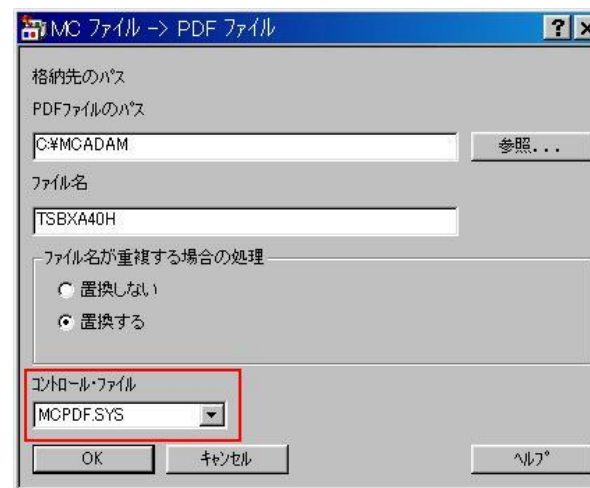 MC ファイル -> PDF ファイル
格納先のパス
PDFファイルのパス
C:¥MCADAM
参照...
ファイル名
TSBXA40H
ファイル名が重複する場合の処理
置換しない
置換する
コントロール・ファイル
MCPDF.SYS
OK
キャンセル
ヘルプ